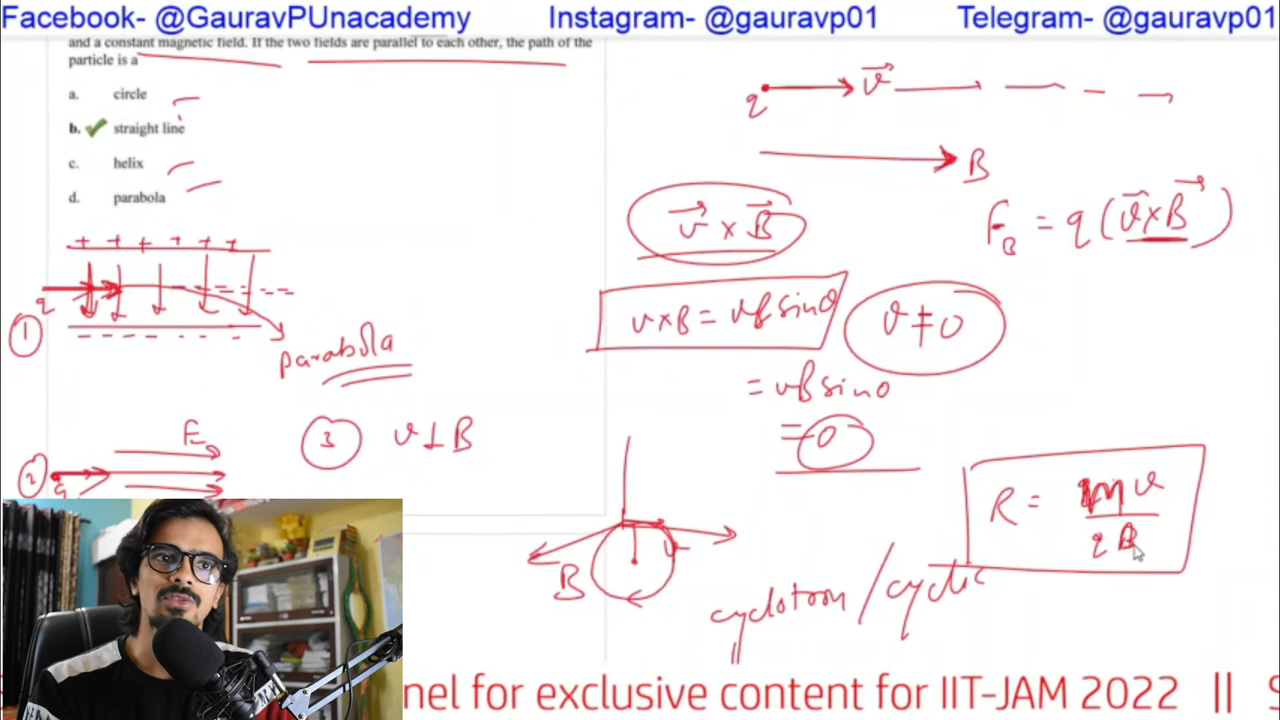 Facebook- @GauravPUnacademy Instagram- @gauravp01 Telegram- @gauravp01
and a constant magnetic field. If the two fields are parallel to each other, the path of the
particle is a
a. circle
b. straight line
c. helix
d. parabola
+ + + + + +
q
1
- - - - - -
parabola
2 q E
3 v ⊥ B
q v⃗
B
v⃗ × B⃗
F_B = q (v⃗ × B⃗)
v×B = vB sinθ
v ≠ 0
= vB sin0
= 0
B v
R = mv / qB
cyclotron / cyclic
nel for exclusive content for IIT-JAM 2022 || S